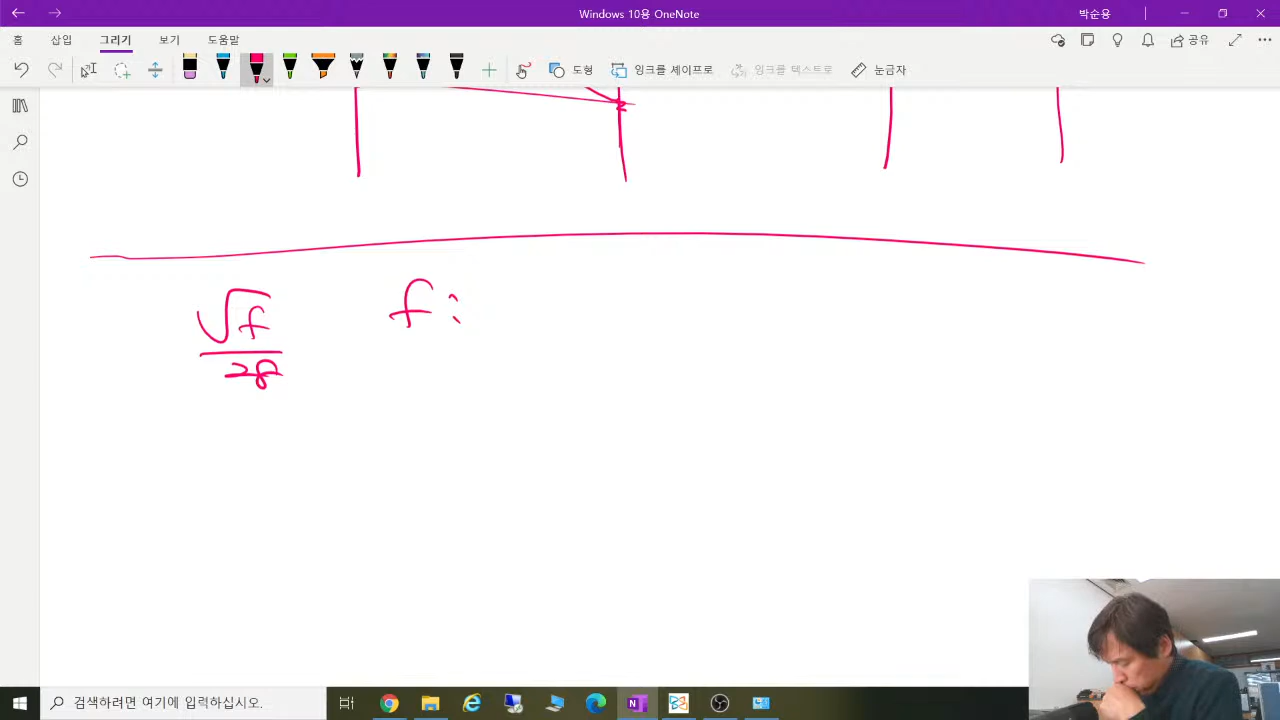 Windows 10용 OneNote
박순용
홈 삽입 그리기 보기 도움말
공유
도형 잉크를 셰이프로 잉크를 텍스트로 눈금자
√f f :
28
검색하려면 여기에 입력하십시오.